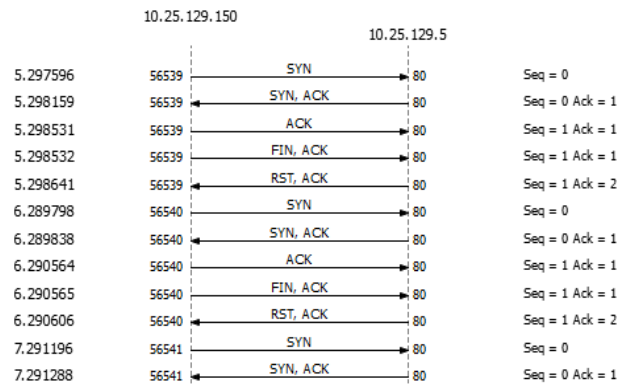 10.25.129.150
10.25.129.5
5.297596 56539 SYN 80 Seq = 0
5.298159 56539 SYN, ACK 80 Seq = 0 Ack = 1
5.298531 56539 ACK 80 Seq = 1 Ack = 1
5.298532 56539 FIN, ACK 80 Seq = 1 Ack = 1
5.298641 56539 RST, ACK 80 Seq = 1 Ack = 2
6.289798 56540 SYN 80 Seq = 0
6.289838 56540 SYN, ACK 80 Seq = 0 Ack = 1
6.290564 56540 ACK 80 Seq = 1 Ack = 1
6.290565 56540 FIN, ACK 80 Seq = 1 Ack = 1
6.290606 56540 RST, ACK 80 Seq = 1 Ack = 2
7.291196 56541 SYN 80 Seq = 0
7.291288 56541 SYN, ACK 80 Seq = 0 Ack = 1